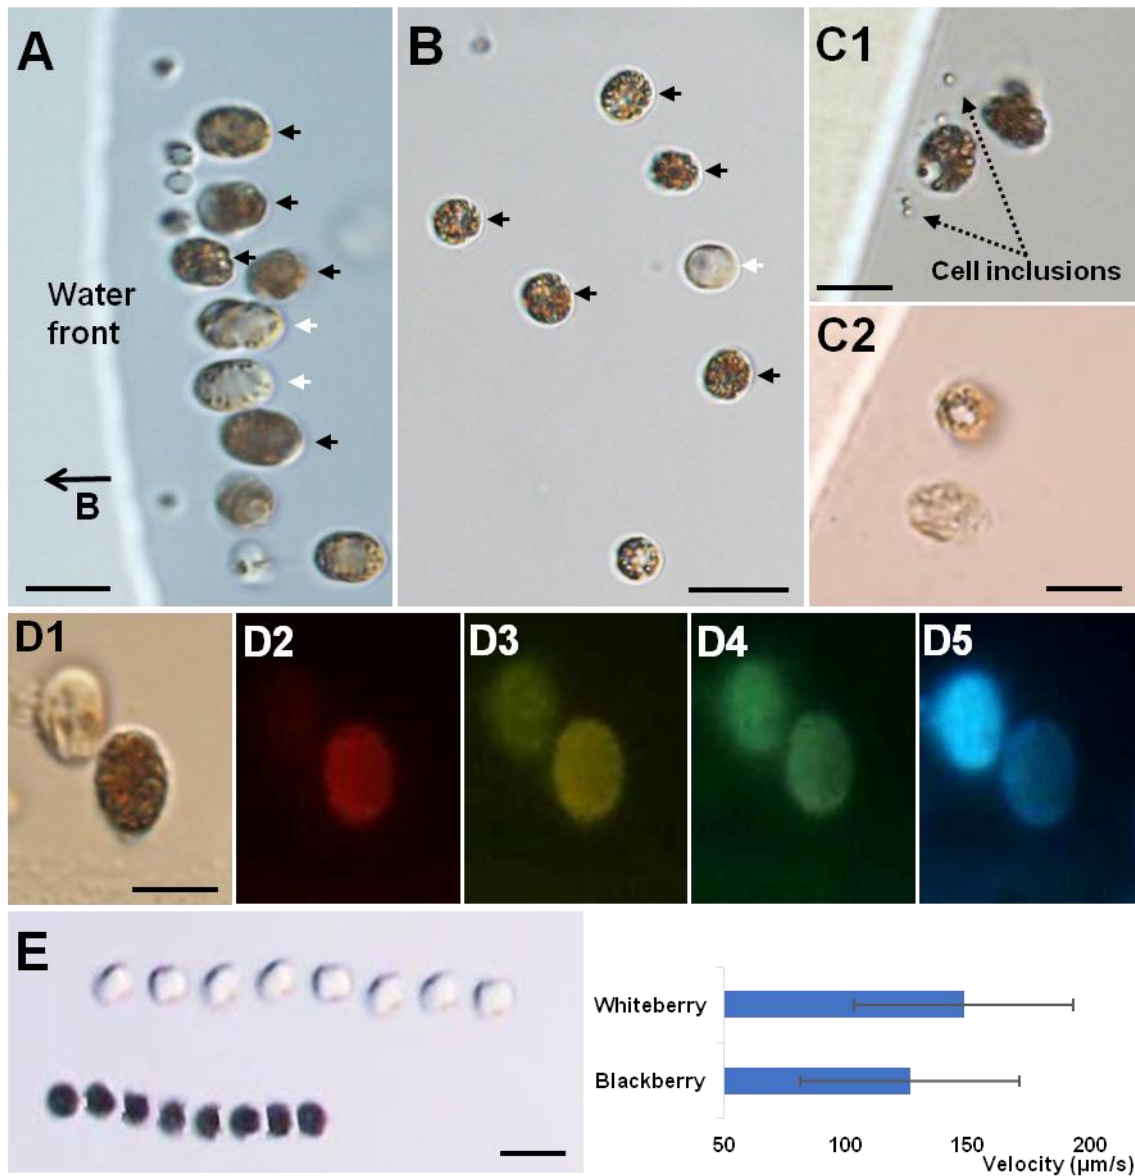 A
B
C1
Cell inclusions
Water
front
B
C2
D1
D2
D3
D4
D5
E
Whiteberry
Blackberry
50
100
150
200
Velocity (µm/s)